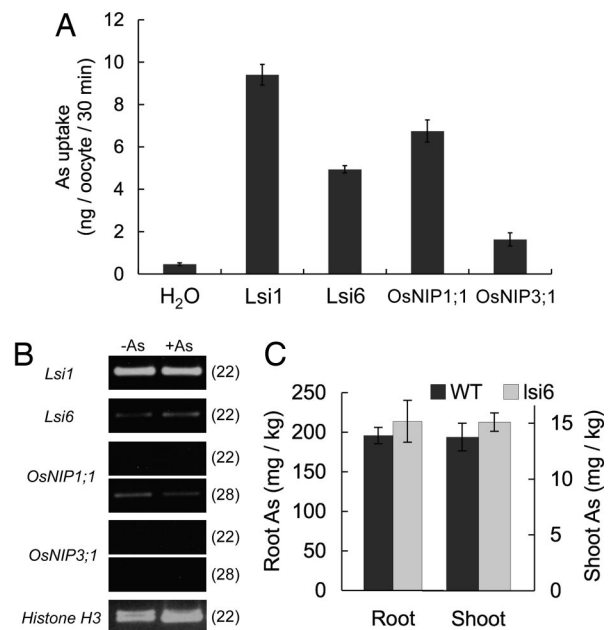 A
As uptake
(ng / oocyte / 30 min)
12
10
8
6
4
2
0
H₂O
Lsi1
Lsi6
OsNIP1;1
OsNIP3;1
B
-As +As
Lsi1 (22)
Lsi6 (22)
OsNIP1;1
(22)
(28)
OsNIP3;1
(22)
(28)
Histone H3 (22)
C
WT lsi6
Root As (mg / kg)
250
200
150
100
50
0
Root Shoot
15
10
5
0
Shoot As (mg / kg)